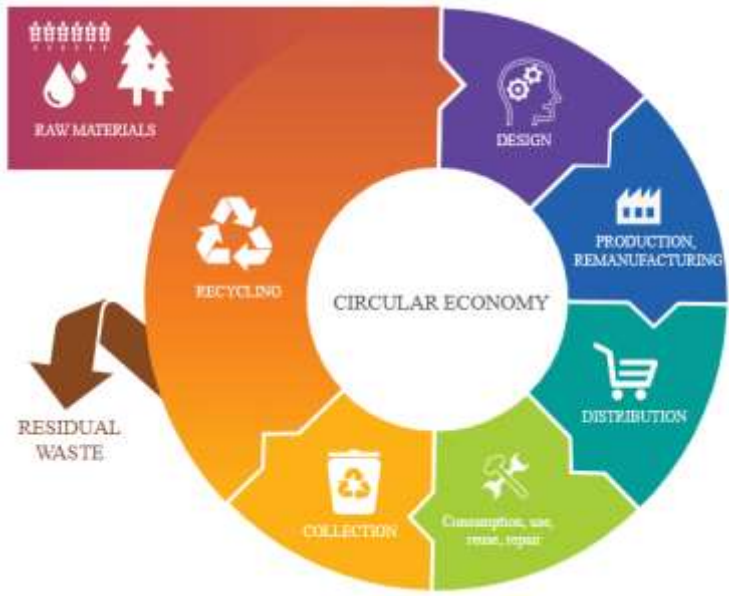 RAW MATERIALS
DESIGN
PRODUCTION,
REMANUFACTURING
RECYCLING
CIRCULAR ECONOMY
DISTRIBUTION
RESIDUAL
WASTE
COLLECTION
Consumption, use,
reuse, repair